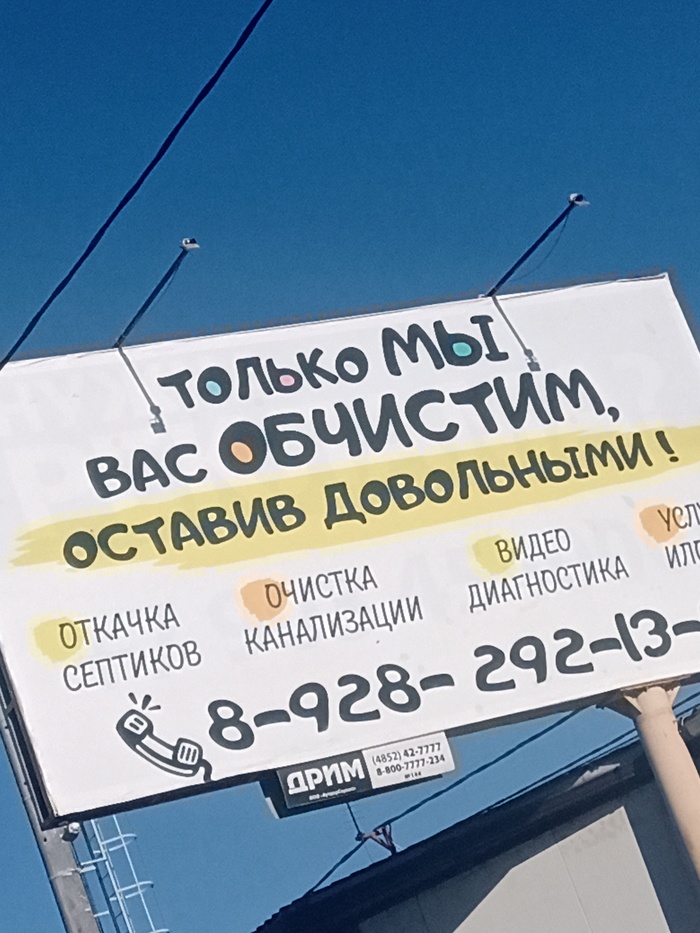 ТОЛЬКО МЫ
ВАС ОБЧИСТИМ,
ОСТАВИВ ДОВОЛЬНЫМИ!
ОТКАЧКА
СЕПТИКОВ
ОЧИСТКА
КАНАЛИЗАЦИИ
ВИДЕО
ДИАГНОСТИКА
8-928- 292-13-
ДРИМ
(4852) 42-7777
8-800-7777-234